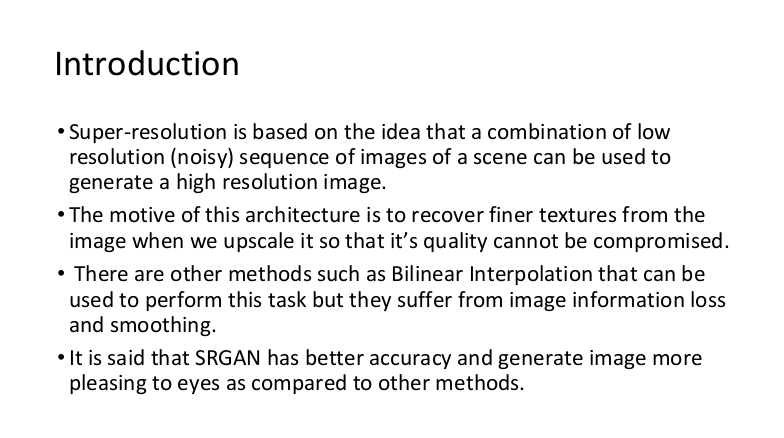 Introduction
•Super-resolution is based on the idea that a combination of low
resolution (noisy) sequence of images of a scene can be used to
generate a high resolution image.
•The motive of this architecture is to recover finer textures from the
image when we upscale it so that it’s quality cannot be compromised.
• There are other methods such as Bilinear Interpolation that can be
used to perform this task but they suffer from image information loss
and smoothing.
•It is said that SRGAN has better accuracy and generate image more
pleasing to eyes as compared to other methods.